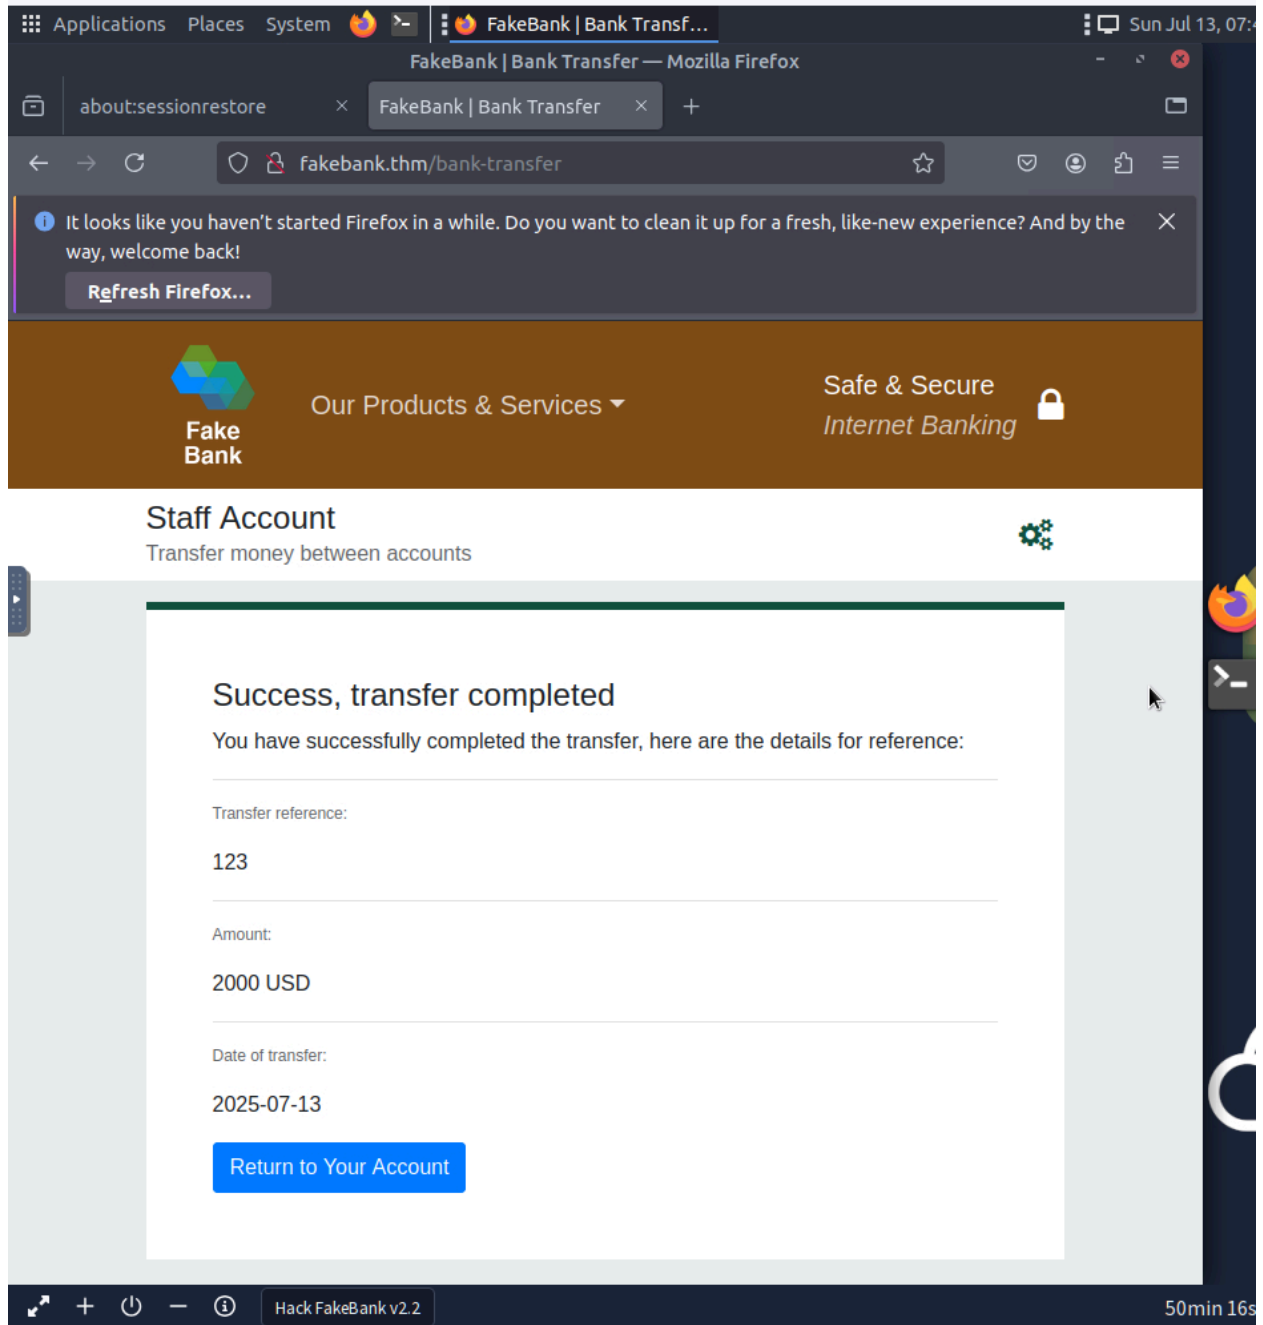 Applications Places System FakeBank | Bank Transf... Sun Jul 13, 07:
FakeBank | Bank Transfer — Mozilla Firefox
about:sessionrestore FakeBank | Bank Transfer
fakebank.thm/bank-transfer
It looks like you haven't started Firefox in a while. Do you want to clean it up for a fresh, like-new experience? And by the
way, welcome back!
Refresh Firefox...
Fake
Bank
Our Products & Services
Safe & Secure
Internet Banking
Staff Account
Transfer money between accounts
Success, transfer completed
You have successfully completed the transfer, here are the details for reference:
Transfer reference:
123
Amount:
2000 USD
Date of transfer:
2025-07-13
Return to Your Account
Hack FakeBank v2.2 50min 16s